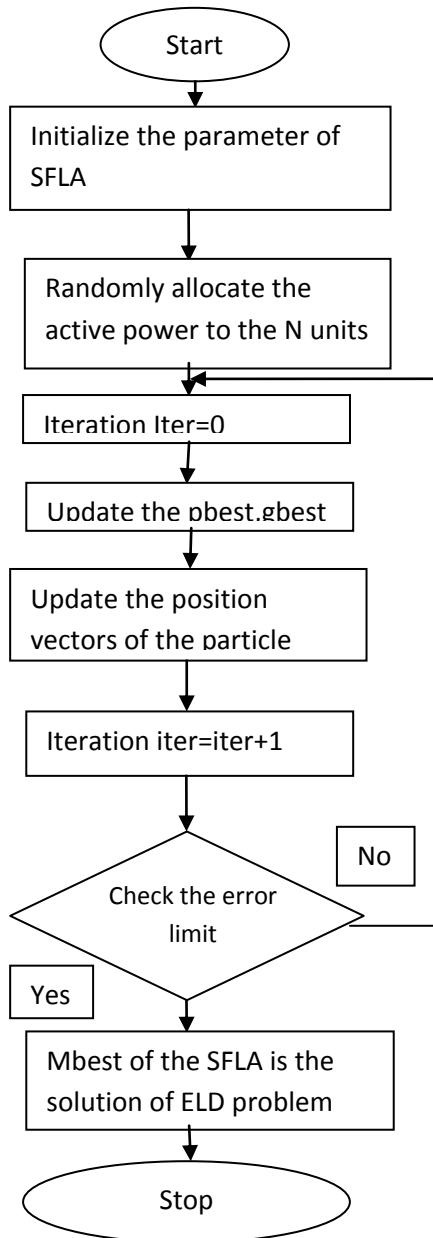 Start
Initialize the parameter of
SFLA
Randomly allocate the
active power to the N units
Iteration Iter=0
Update the pbest,gbest
Update the position
vectors of the particle
Iteration iter=iter+1
No
Check the error
limit
Yes
Mbest of the SFLA is the
solution of ELD problem
Stop